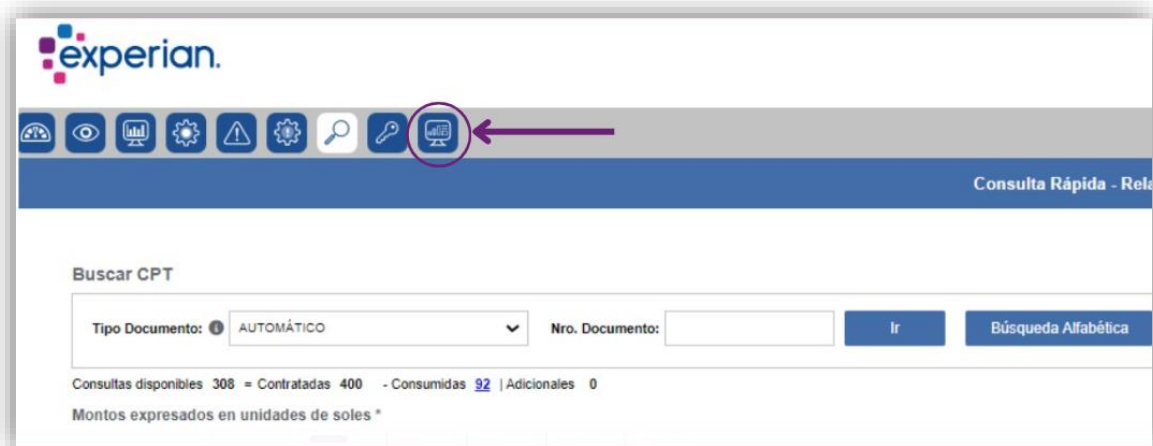 experian.
Consulta Rápida - Rela
Buscar CPT
Tipo Documento: AUTOMÁTICO Nro. Documento: Ir Búsqueda Alfabética
Consultas disponibles 308 = Contratadas 400 - Consumidas 92 | Adicionales 0
Montos expresados en unidades de soles *